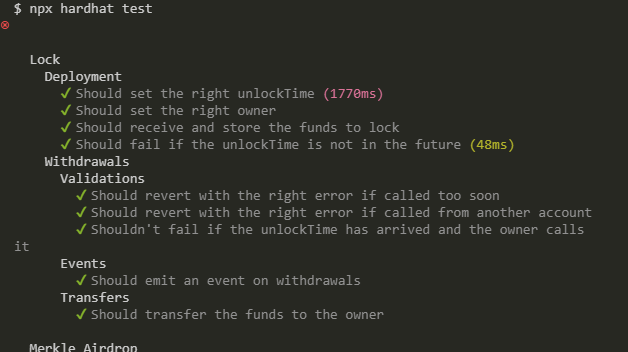 $ npx hardhat test
Lock
Deployment
✓ Should set the right unlockTime (1770ms)
✓ Should set the right owner
✓ Should receive and store the funds to lock
✓ Should fail if the unlockTime is not in the future (48ms)
Withdrawals
Validations
✓ Should revert with the right error if called too soon
✓ Should revert with the right error if called from another account
✓ Shouldn't fail if the unlockTime has arrived and the owner calls
it
Events
✓ Should emit an event on withdrawals
Transfers
✓ Should transfer the funds to the owner
Merkle Airdrop